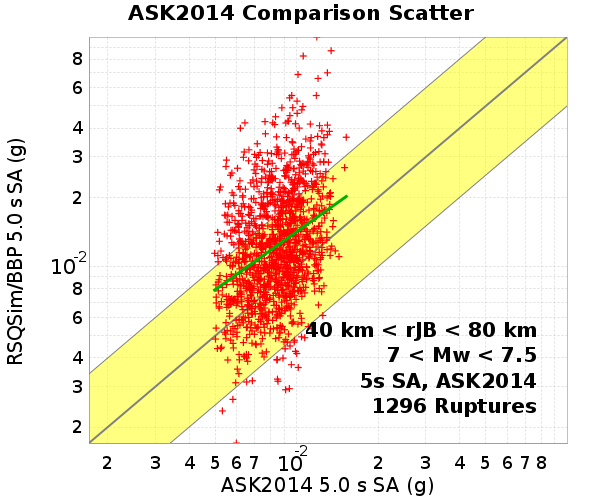 ASK2014 Comparison Scatter
RSQSim/BBP 5.0 s SA (g)
8
6
4
3
2
10-2
8
6
4
3
2
40 km < rJB < 80 km
7 < Mw < 7.5
5s SA, ASK2014
1296 Ruptures
2 3 4 5 6 7 10-2 2 3 4 5 6 7 8
ASK2014 5.0 s SA (g)